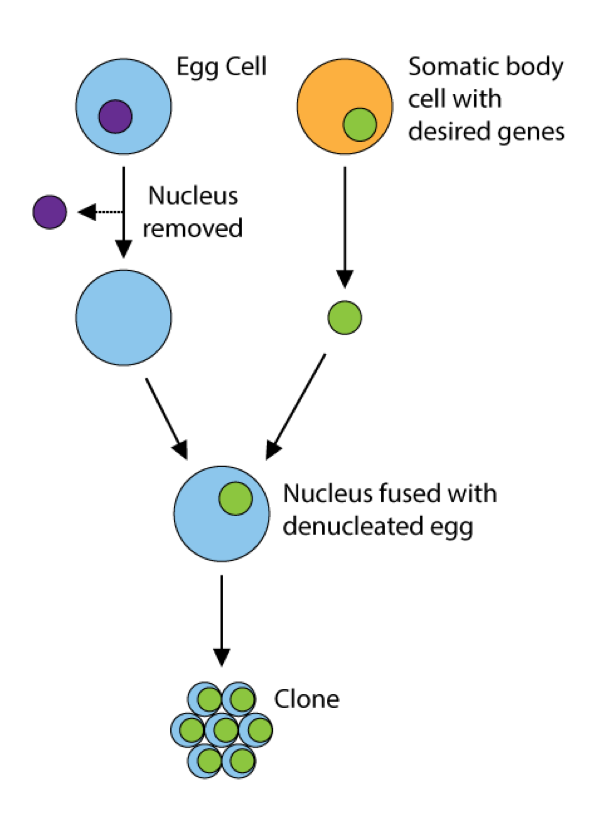 Egg Cell
Somatic body
cell with
desired genes
Nucleus
removed
Nucleus fused with
denucleated egg
Clone